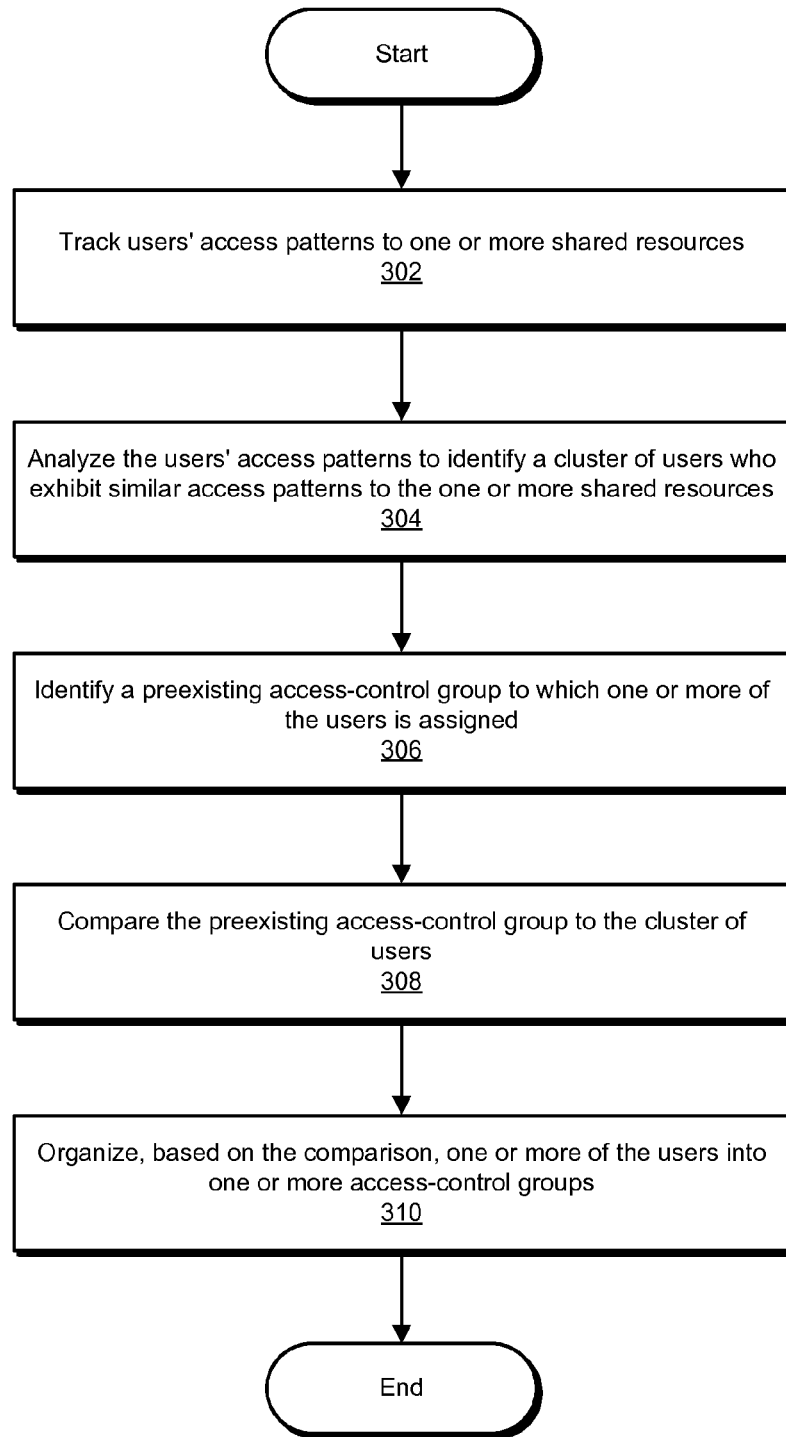 Start
Track users' access patterns to one or more shared resources
302
Analyze the users' access patterns to identify a cluster of users who
exhibit similar access patterns to the one or more shared resources
304
Identify a preexisting access-control group to which one or more of
the users is assigned
306
Compare the preexisting access-control group to the cluster of
users
308
Organize, based on the comparison, one or more of the users into
one or more access-control groups
310
End